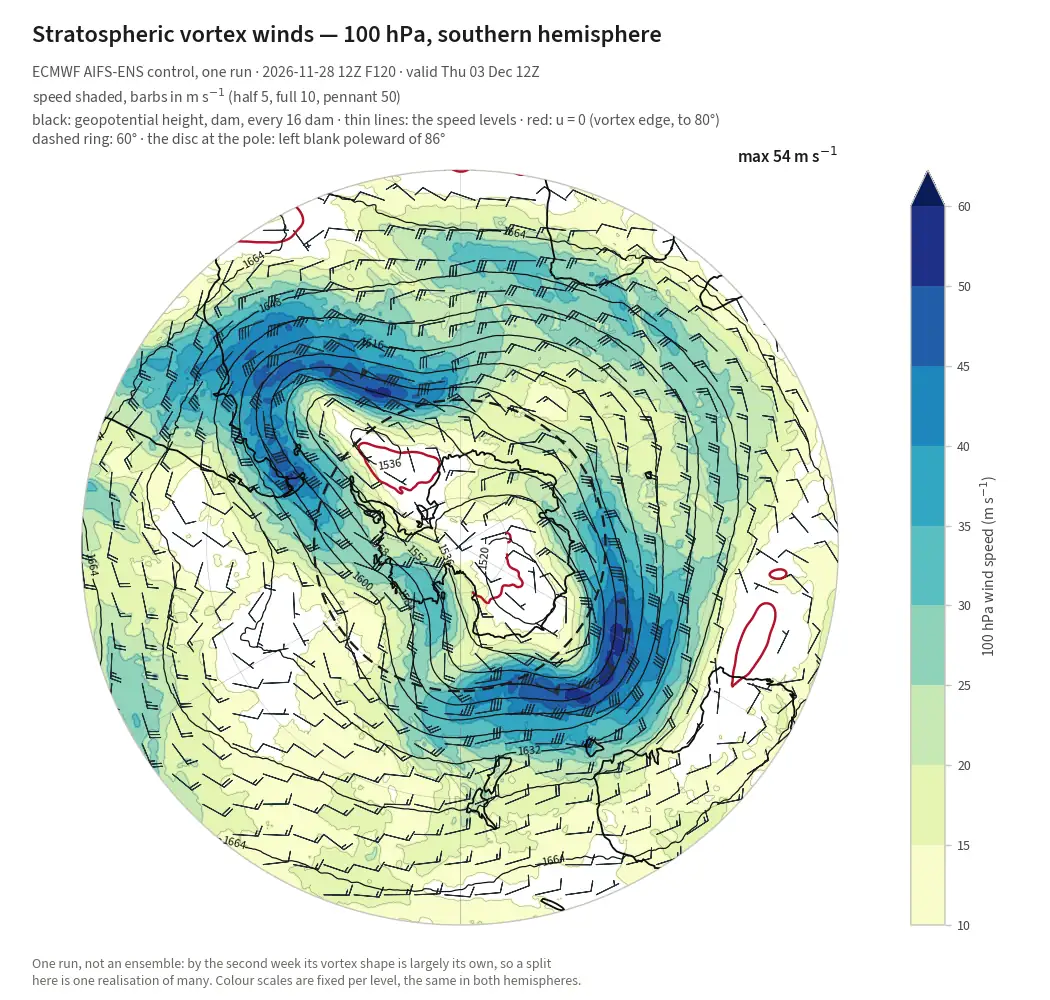 Stratospheric vortex winds — 100 hPa, southern hemisphere
ECMWF AIFS-ENS control, one run · 2026-11-28 12Z F120 · valid Thu 03 Dec 12Z
speed shaded, barbs in m s−1 (half 5, full 10, pennant 50)
black: geopotential height, dam, every 16 dam · thin lines: the speed levels · red: u = 0 (vortex edge, to 80°)
dashed ring: 60° · the disc at the pole: left blank poleward of 86°
max 54 m s−1
1664
1664
1648
1616
1536
1520
1536
1552
1600
1664
1632
1664
1664
60
50
45
40
35
30
25
20
15
10
100 hPa wind speed (m s−1)
One run, not an ensemble: by the second week its vortex shape is largely its own, so a split
here is one realisation of many. Colour scales are fixed per level, the same in both hemispheres.